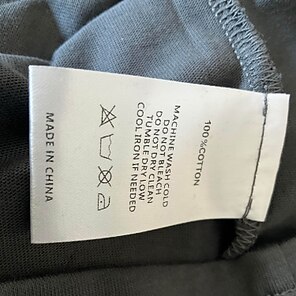 100%COTTON
MACHINE WASH COLD
DO NOT BLEACH
DO NOT DRY CLEAN
TUMBLE DRY LOW
COOL IRON IF NEEDED
MADE IN CHINA